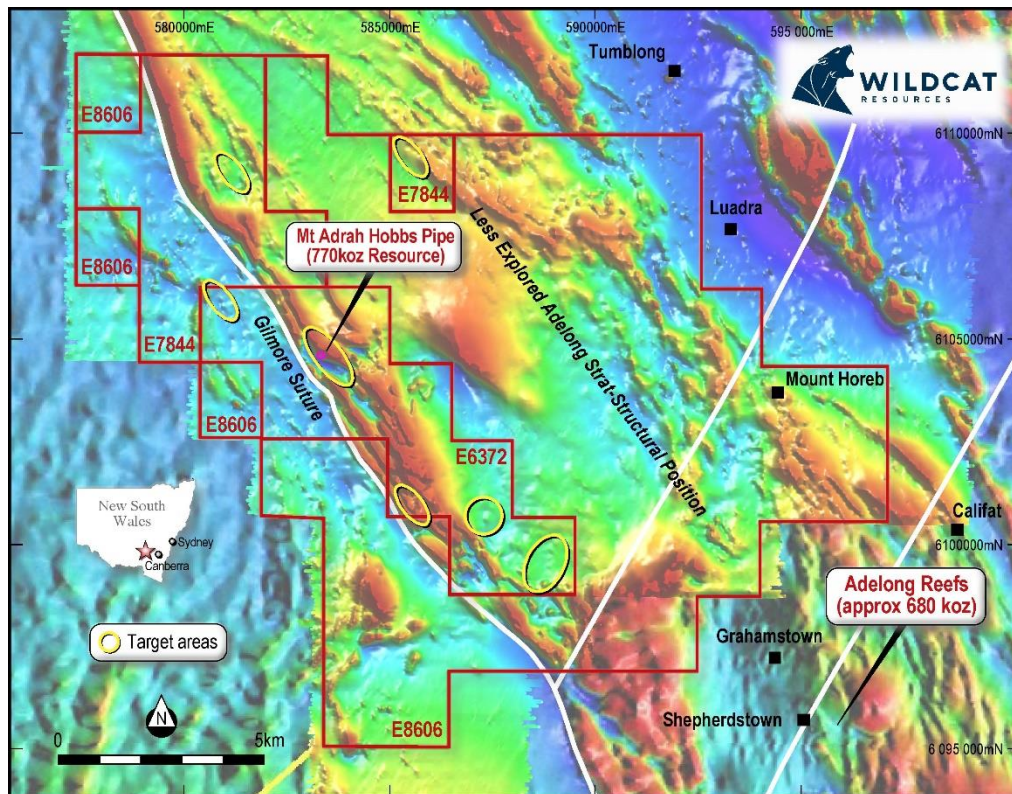 580000mE
585000mE
590000mE
595 000mE
Tumblong
WILDCAT
RESOURCES
E8606
6110000mN
E7844
Luadra
Mt Adrah Hobbs Pipe
(770koz Resource)
Less Explored Adelong Strat-Structural Position
E8606
Gilmore Suture
E7844
6105000mN
Mount Horeb
E8606
E6372
New South
Wales
Sydney
Canberra
Califat
6100000mN
Adelong Reefs
(approx 680 koz)
Target areas
Grahamstown
Shepherdstown
N
E8606
0
5km
6 095 000mN